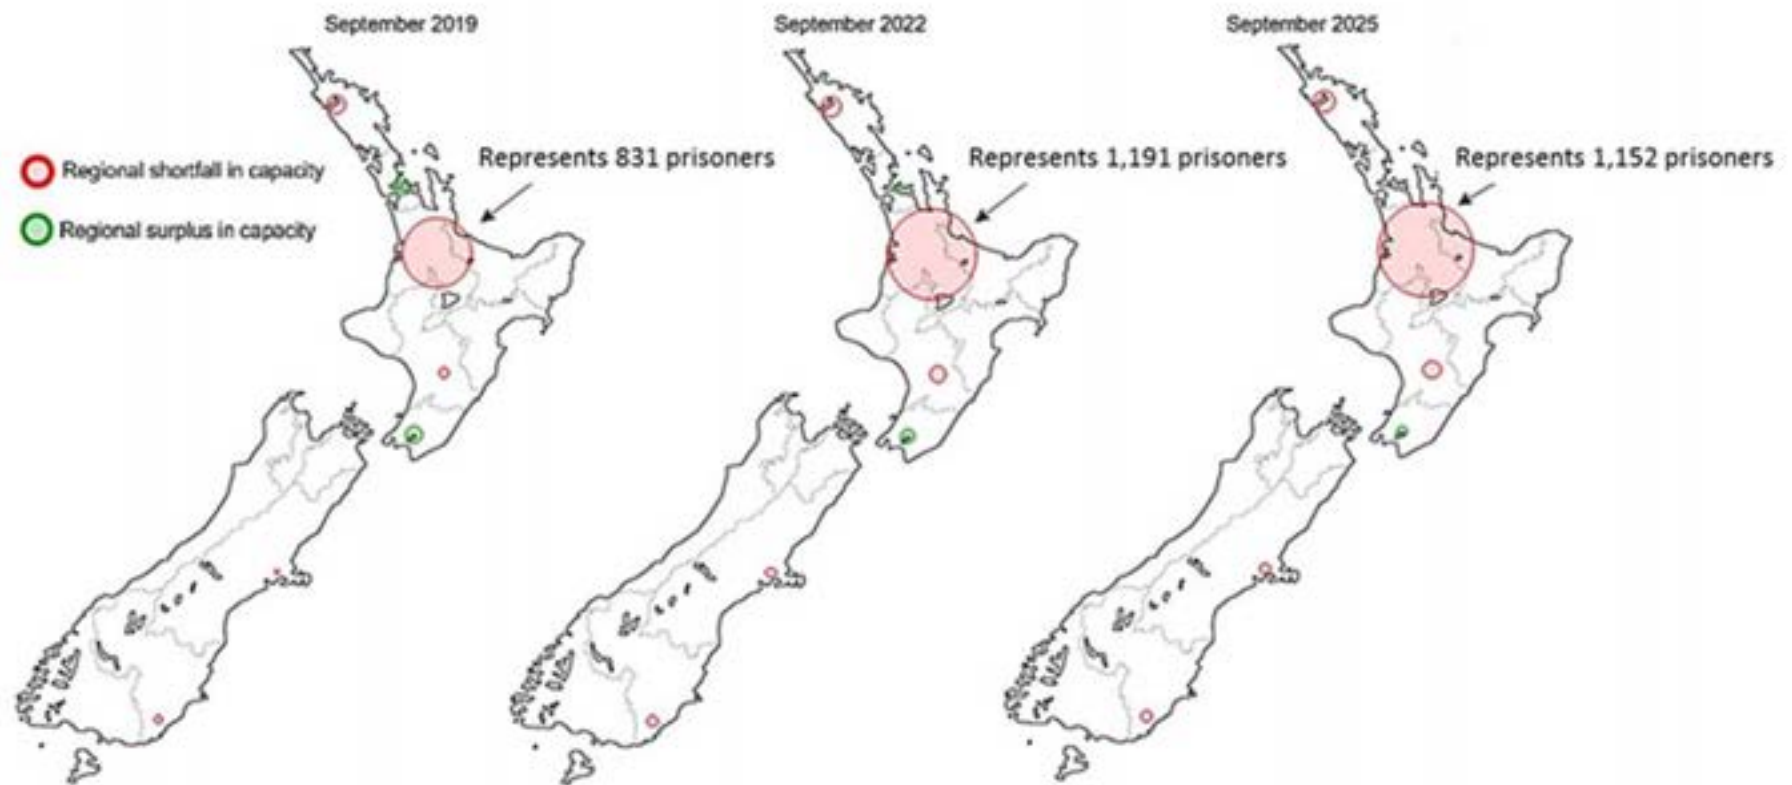 September 2019
September 2022
September 2025
Represents 831 prisoners
Represents 1,191 prisoners
Represents 1,152 prisoners
Regional shortfall in capacity
Regional surplus in capacity